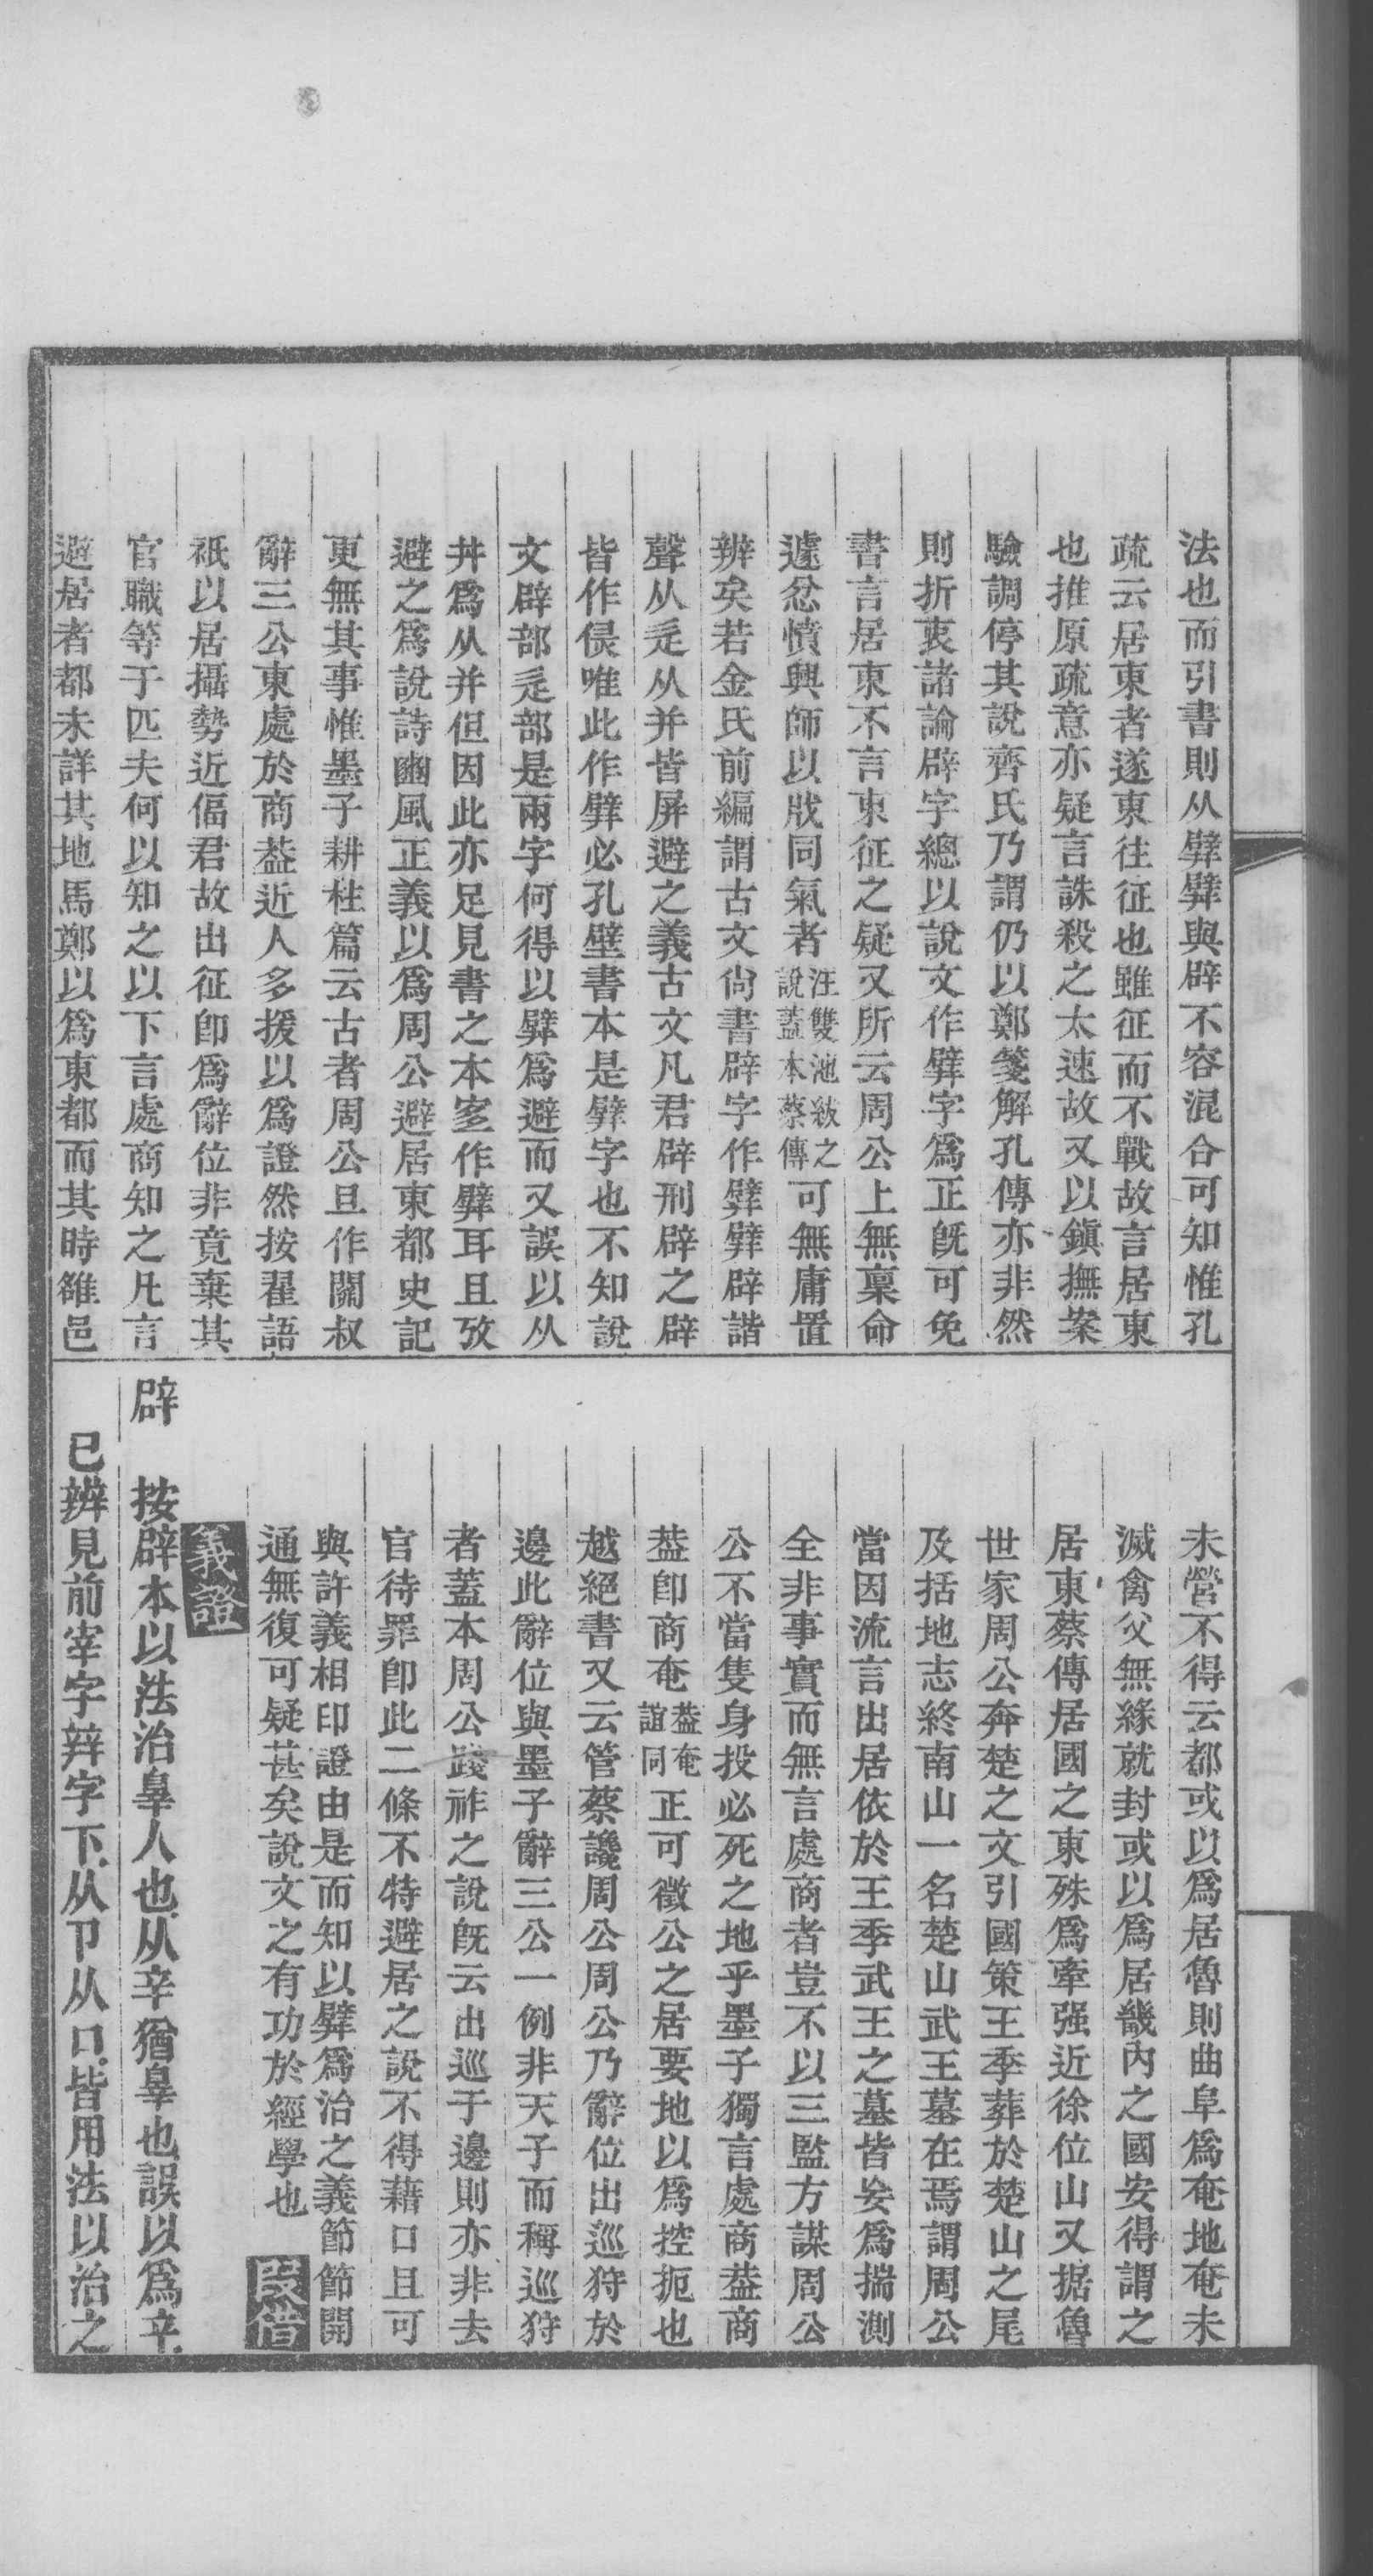 法也而引書則从𤔌𤔌與辟不容混合可知惟孔
疏云居東者遂東往征也雖征而不戰故言居東
也推原疏意亦疑言誅殺之太速故又以鎭撫案
驗調停其說齊氏乃謂仍以鄭箋解孔傳亦非然
則折衷諸論辟字總以說文作𤔌字爲正旣可免
書言居東不言東征之疑又所云周公上無稟命
遽忿憤興師以戕同氣者汪雙池紱之說蓋本蔡傳可無庸置
辨矣若金氏前編謂古文尙書辟字作𤔌𤔌辟諧
聲从辵从并皆屏避之義古文凡君辟刑辟之辟
皆作侯唯此作𤔌必孔壁書本是𤔌字也不知說
文辟部辵部是兩字何得以𤔌爲避而又誤以从
井爲从并但因此亦足見書之本寔作𤔌耳且攷
避之爲說詩豳風正義以爲周公避居東都史記
更無其事惟墨子耕柱篇云古者周公旦作關叔
辭三公東處於商葢近人多援以爲證然按翟語
祇以居攝勢近偪君故出征卽爲辭位非竟棄其
官職等于匹夫何以知之以下言處商知之凡言
避居者都未詳其地馬鄭以爲東都而其時雒邑
未營不得云都或以爲居魯則曲阜爲奄地奄未
滅禽父無緣就封或以爲居畿內之國安得謂之
居東蔡傳居國之東殊爲牽强近徐位山又据魯
世家周公奔楚之文引國策王季葬於楚山之尾
及括地志終南山一名楚山武王墓在焉謂周公
當因流言出居依於王季武王之墓皆妄爲揣測
全非事實而無言處商者豈不以三監方謀周公
公不當隻身投必死之地乎墨子獨言處商葢商
葢卽商奄葢奄誼同正可徵公之居要地以爲控扼也
越絕書又云管蔡讒周公周公乃辭位出巡狩於
邊此辭位與墨子辭三公一例非天子而稱巡狩
者蓋本周公踐祚之說旣云出巡于邊則亦非去
官待罪卽此二條不特避居之說不得藉口且可
與許義相印證由是而知以𤔌爲治之義節節開
通無復可疑甚矣說文之有功於經學也 段借
義證
辟 按辟本以法治辠人也从辛猶辠也誤以爲辛
已辨見前宰字辨字下从卩从口皆用法以治之